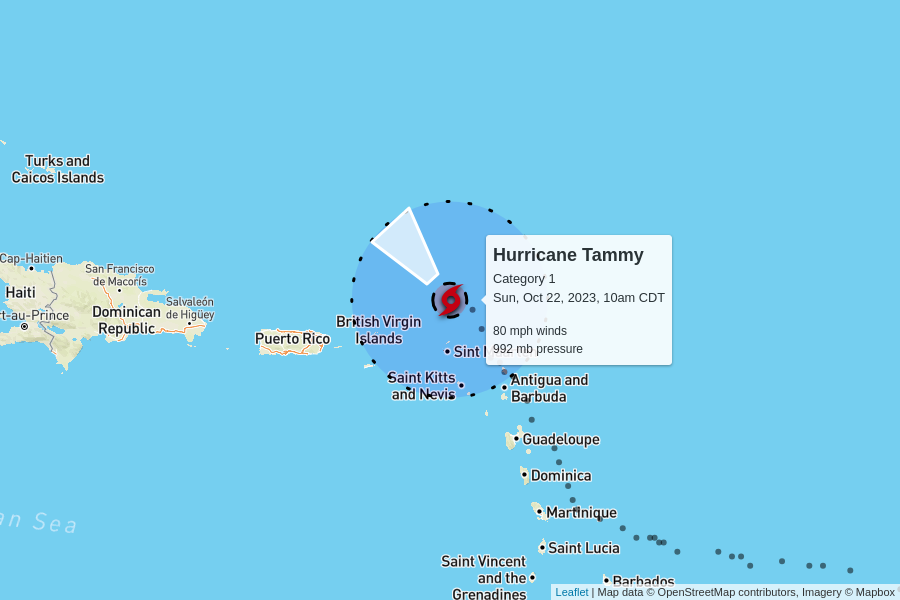 Turks and
Caicos Islands
Hurricane Tammy
Category 1
Sun, Oct 22, 2023, 10am CDT
80 mph winds
992 mb pressure
Cap-Haitien
San Francisco
de Macorís
Haiti
Salvaleón
de Higüey
rt-au-Prince
Dominican
Republic
British Virgin
Islands
Puerto Rico
Sint
Saint Kitts
and Nevis
Antigua and
Barbuda
Guadeloupe
Dominica
Martinique
an Sea
Saint Lucia
Saint Vincent
and the
Grenadines
Barbados
Leaflet | Map data © OpenStreetMap contributors, Imagery © Mapbox